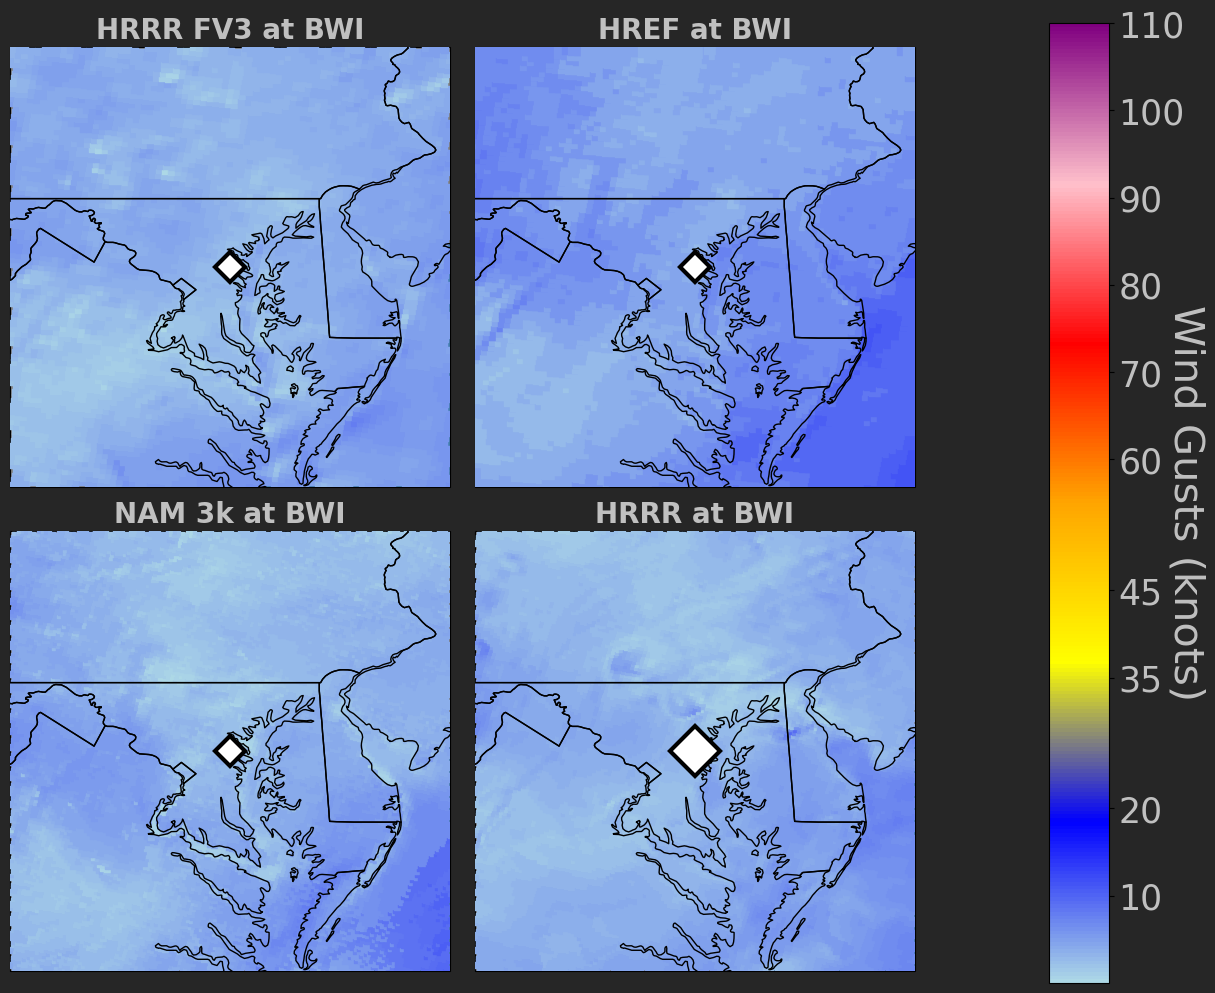 HRRR FV3 at BWI
HREF at BWI
NAM 3k at BWI
HRRR at BWI
110
100
90
80
70
60
45
35
20
10
Wind Gusts (knots)